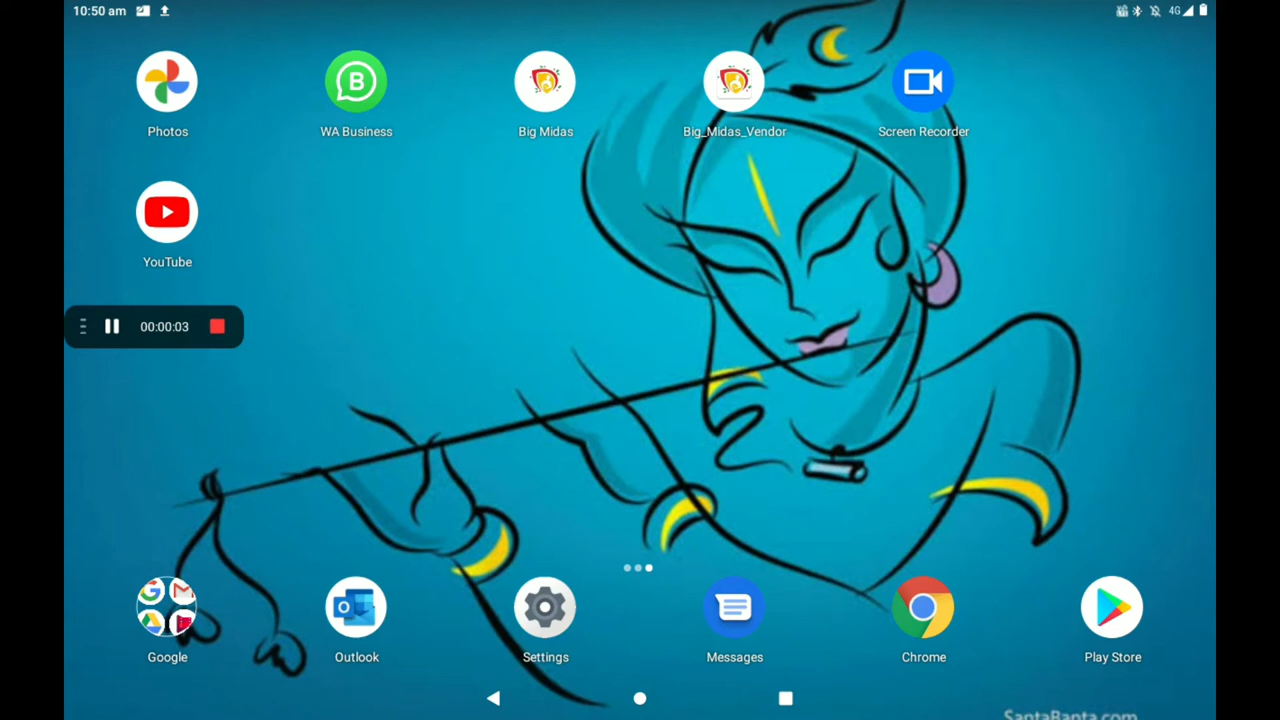 10:50 am
4G
Photos
WA Business
Big Midas
Big_Midas_Vendor
Screen Recorder
YouTube
00:00:03
Google
Outlook
Settings
Messages
Chrome
Play Store
SantaBanta.com